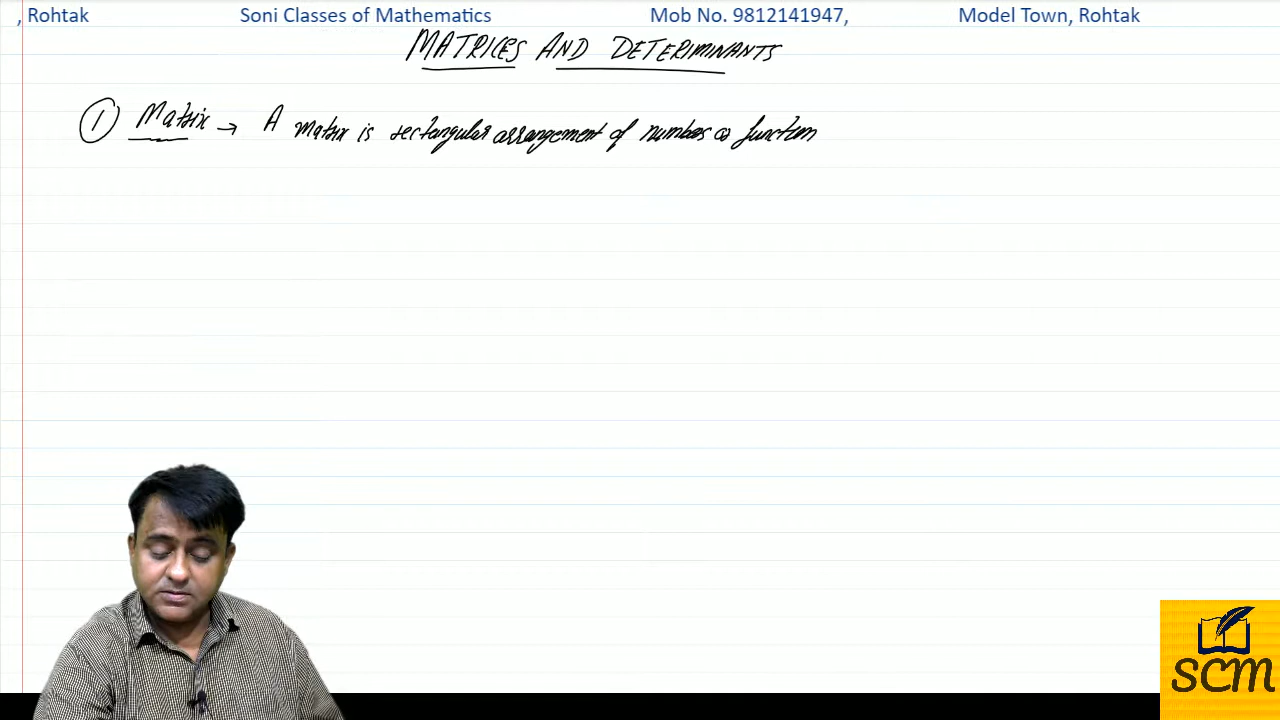 , Rohtak Soni Classes of Mathematics Mob No. 9812141947, Model Town, Rohtak
MATRICES AND DETERIMINANTS
1 Matrix → A matrix is rectangular arrangement of numbers or function
SCM